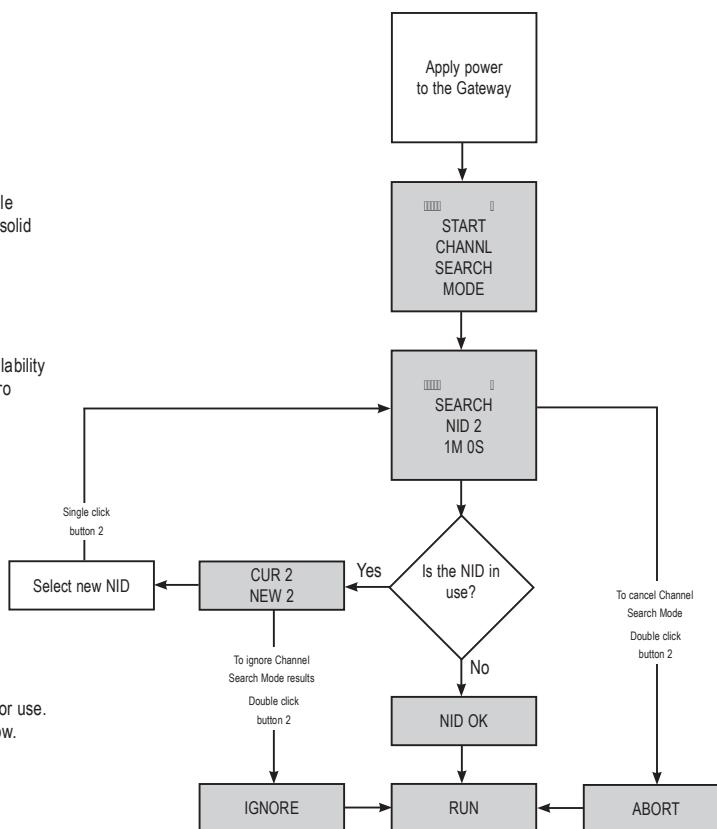 Apply power
to the Gateway
le
solid
START
CHANNL
SEARCH
MODE
lability
ro
SEARCH
NID 2
1M 0S
Single click
button 2
Select new NID
CUR 2
NEW 2
Yes
Is the NID in
use?
To cancel Channel
Search Mode
Double click
button 2
To ignore Channel
Search Mode results
Double click
button 2
No
or use.
ow.
NID OK
IGNORE
RUN
ABORT